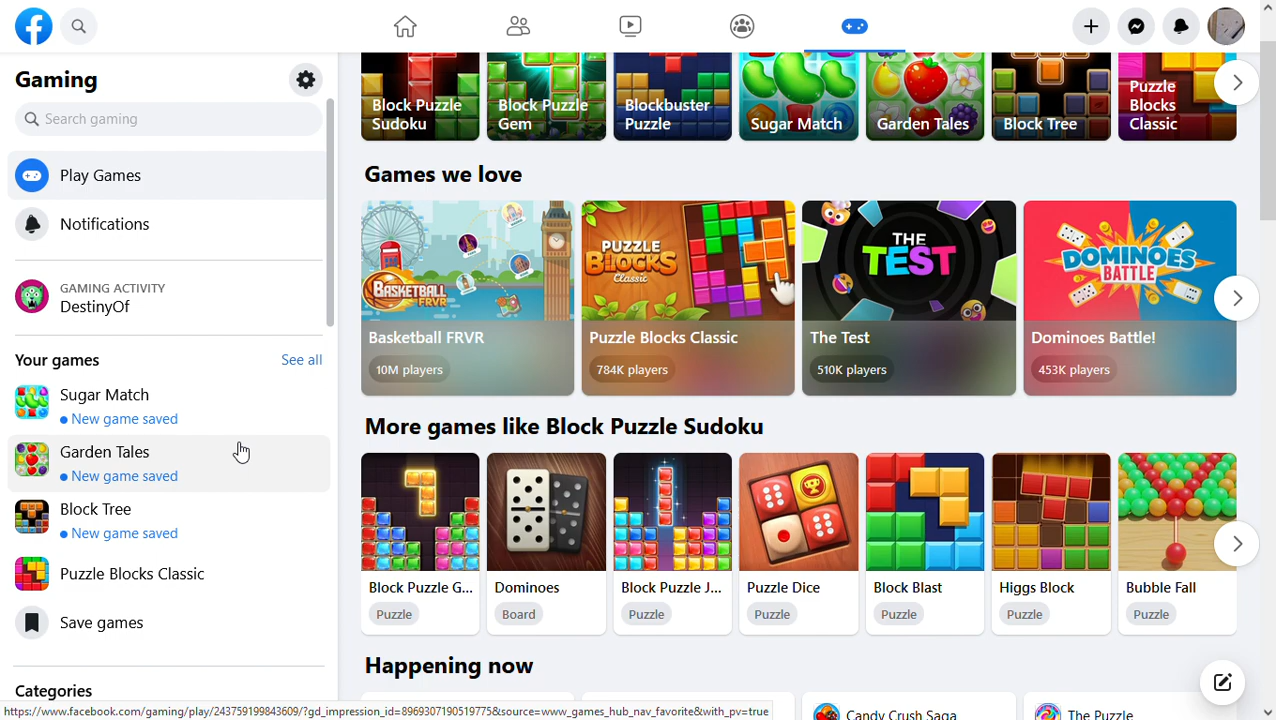 Gaming
Search gaming
Play Games
Notifications
GAMING ACTIVITY
DestinyOf
Your games
See all
Sugar Match
New game saved
Garden Tales
New game saved
Block Tree
New game saved
Puzzle Blocks Classic
Save games
Categories
Block Puzzle
Sudoku
Block Puzzle
Gem
Blockbuster
Puzzle
Sugar Match
Garden Tales
Block Tree
Puzzle
Blocks
Classic
Games we love
BASKETBALL
FRVR
Basketball FRVR
10M players
PUZZLE
BLOCKS
Classic
Puzzle Blocks Classic
784K players
THE
TEST
The Test
510K players
DOMINOES
BATTLE
Dominoes Battle!
453K players
More games like Block Puzzle Sudoku
Block Puzzle G...
Puzzle
Dominoes
Board
Block Puzzle J...
Puzzle
Puzzle Dice
Puzzle
Block Blast
Puzzle
Higgs Block
Puzzle
Bubble Fall
Puzzle
Happening now
Candy Crush Saga
The Puzzle
https://www.facebook.com/gaming/play/243759199843609/?gd_impression_id=8969307190519775&source=www_games_hub_nav_favorite&with_pv=true